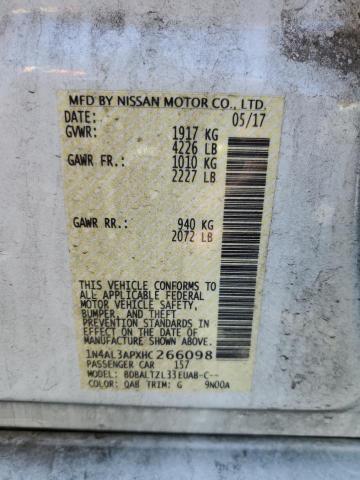 MFD BY NISSAN MOTOR CO., LTD.
DATE: 05/17
GVWR: 1917 KG
4226 LB
GAWR FR.: 1010 KG
2227 LB
GAWR RR.: 940 KG
2072 LB
THIS VEHICLE CONFORMS TO ALL
APPLICABLE FEDERAL MOTOR
VEHICLE SAFETY, BUMPER, AND THEFT
PREVENTION STANDARDS
IN EFFECT ON THE DATE OF
MANUFACTURE SHOWN ABOVE.
1N4AL3APXHC 266098
PASSENGER CAR 157
MODEL: BDBALTZL33EUAB-C--
COLOR: QAB TRIM: G 9N00A